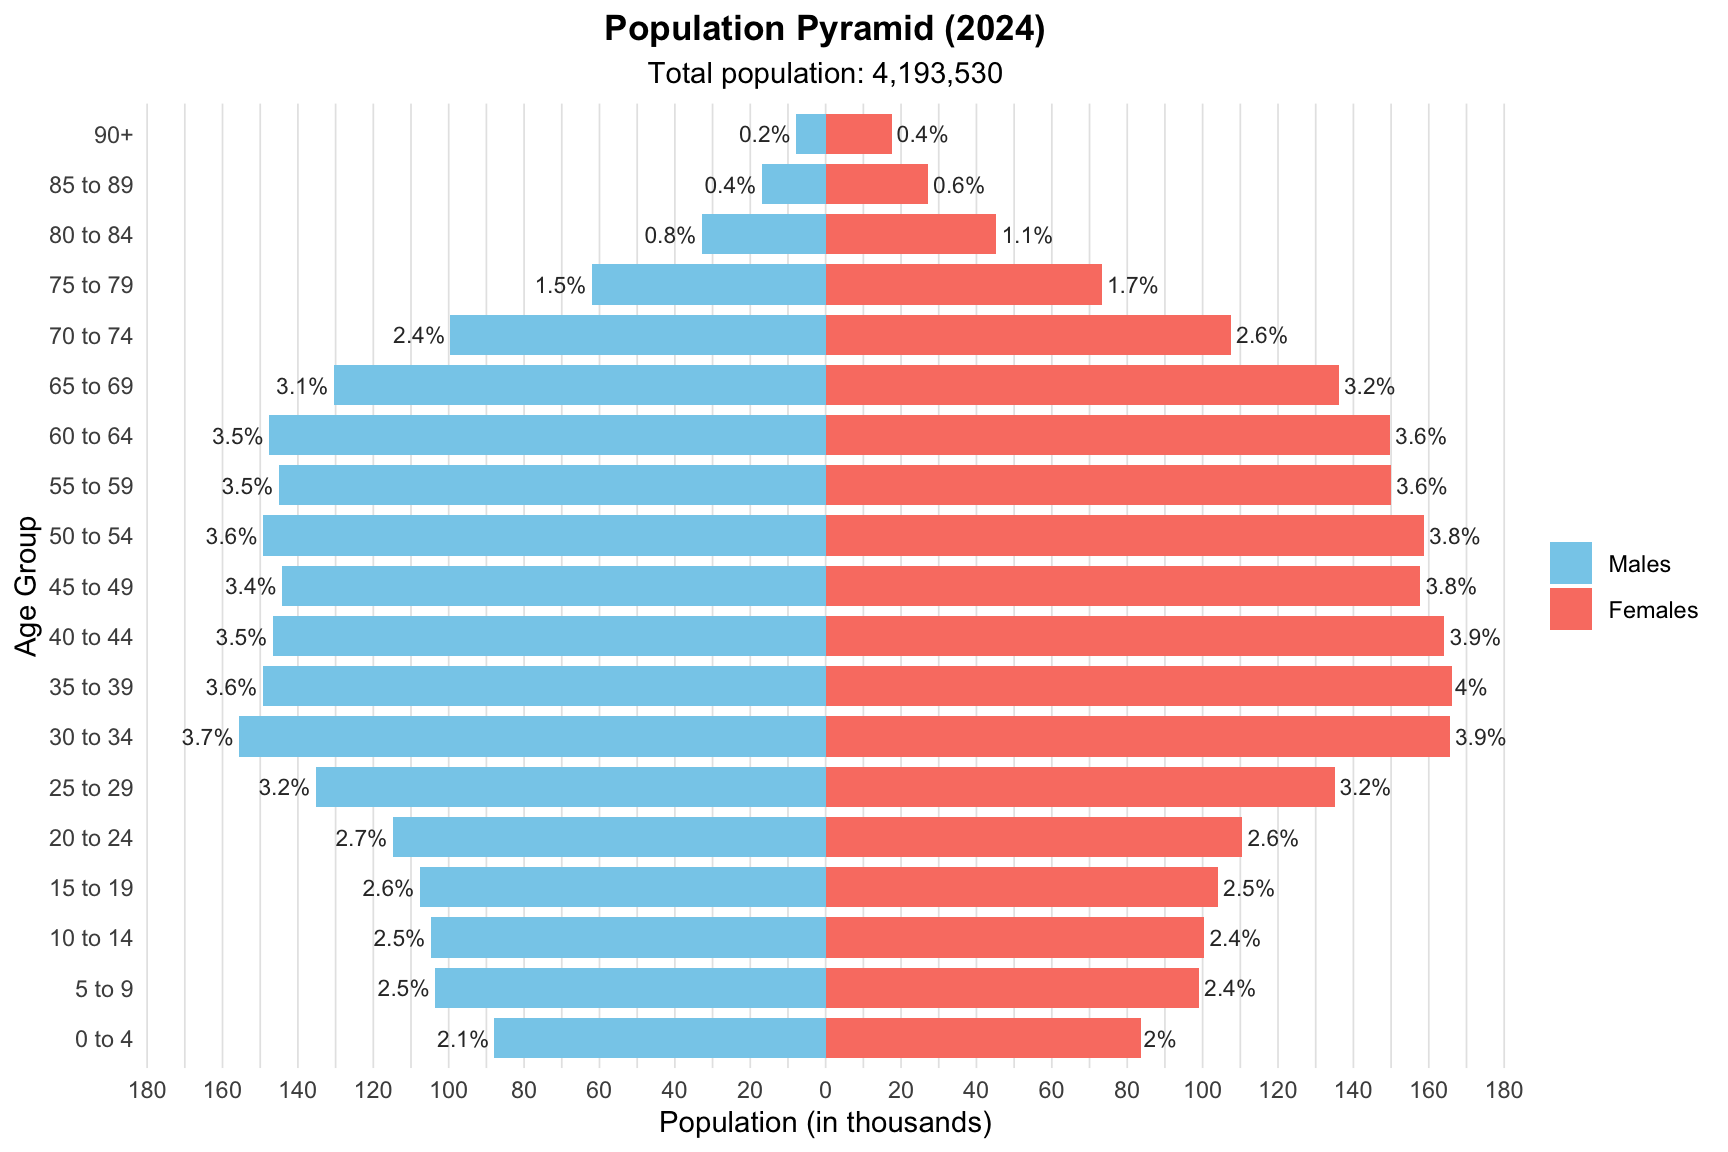 Population Pyramid (2024)
Total population: 4,193,530
90+ 0.2% 0.4%
85 to 89 0.4% 0.6%
80 to 84 0.8% 1.1%
75 to 79 1.5% 1.7%
70 to 74 2.4% 2.6%
65 to 69 3.1% 3.2%
60 to 64 3.5% 3.6%
55 to 59 3.5% 3.6%
50 to 54 3.6% 3.8%
45 to 49 3.4% 3.8%
40 to 44 3.5% 3.9%
35 to 39 3.6% 4%
30 to 34 3.7% 3.9%
25 to 29 3.2% 3.2%
20 to 24 2.7% 2.6%
15 to 19 2.6% 2.5%
10 to 14 2.5% 2.4%
5 to 9 2.5% 2.4%
0 to 4 2.1% 2%
180 160 140 120 100 80 60 40 20 0 20 40 60 80 100 120 140 160 180
Population (in thousands)
Age Group
Males
Females